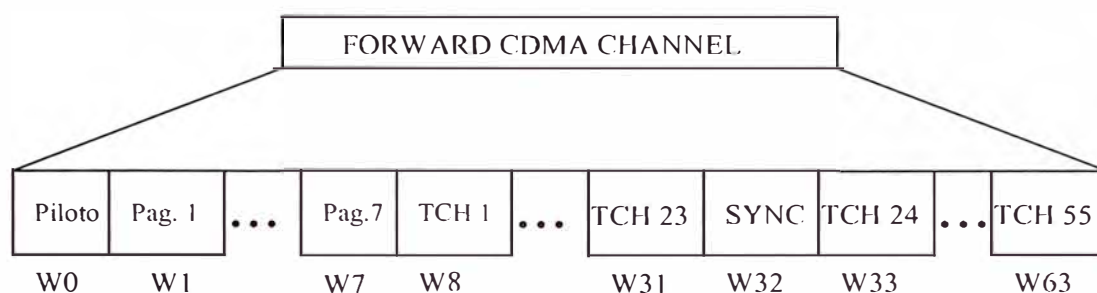 FORWARD CDMA CHANNEL
Piloto Pag. 1 ... Pag.7 TCH 1 ... TCH 23 SYNC TCH 24 ... TCH 55
W0 W1 W7 W8 W31 W32 W33 W63